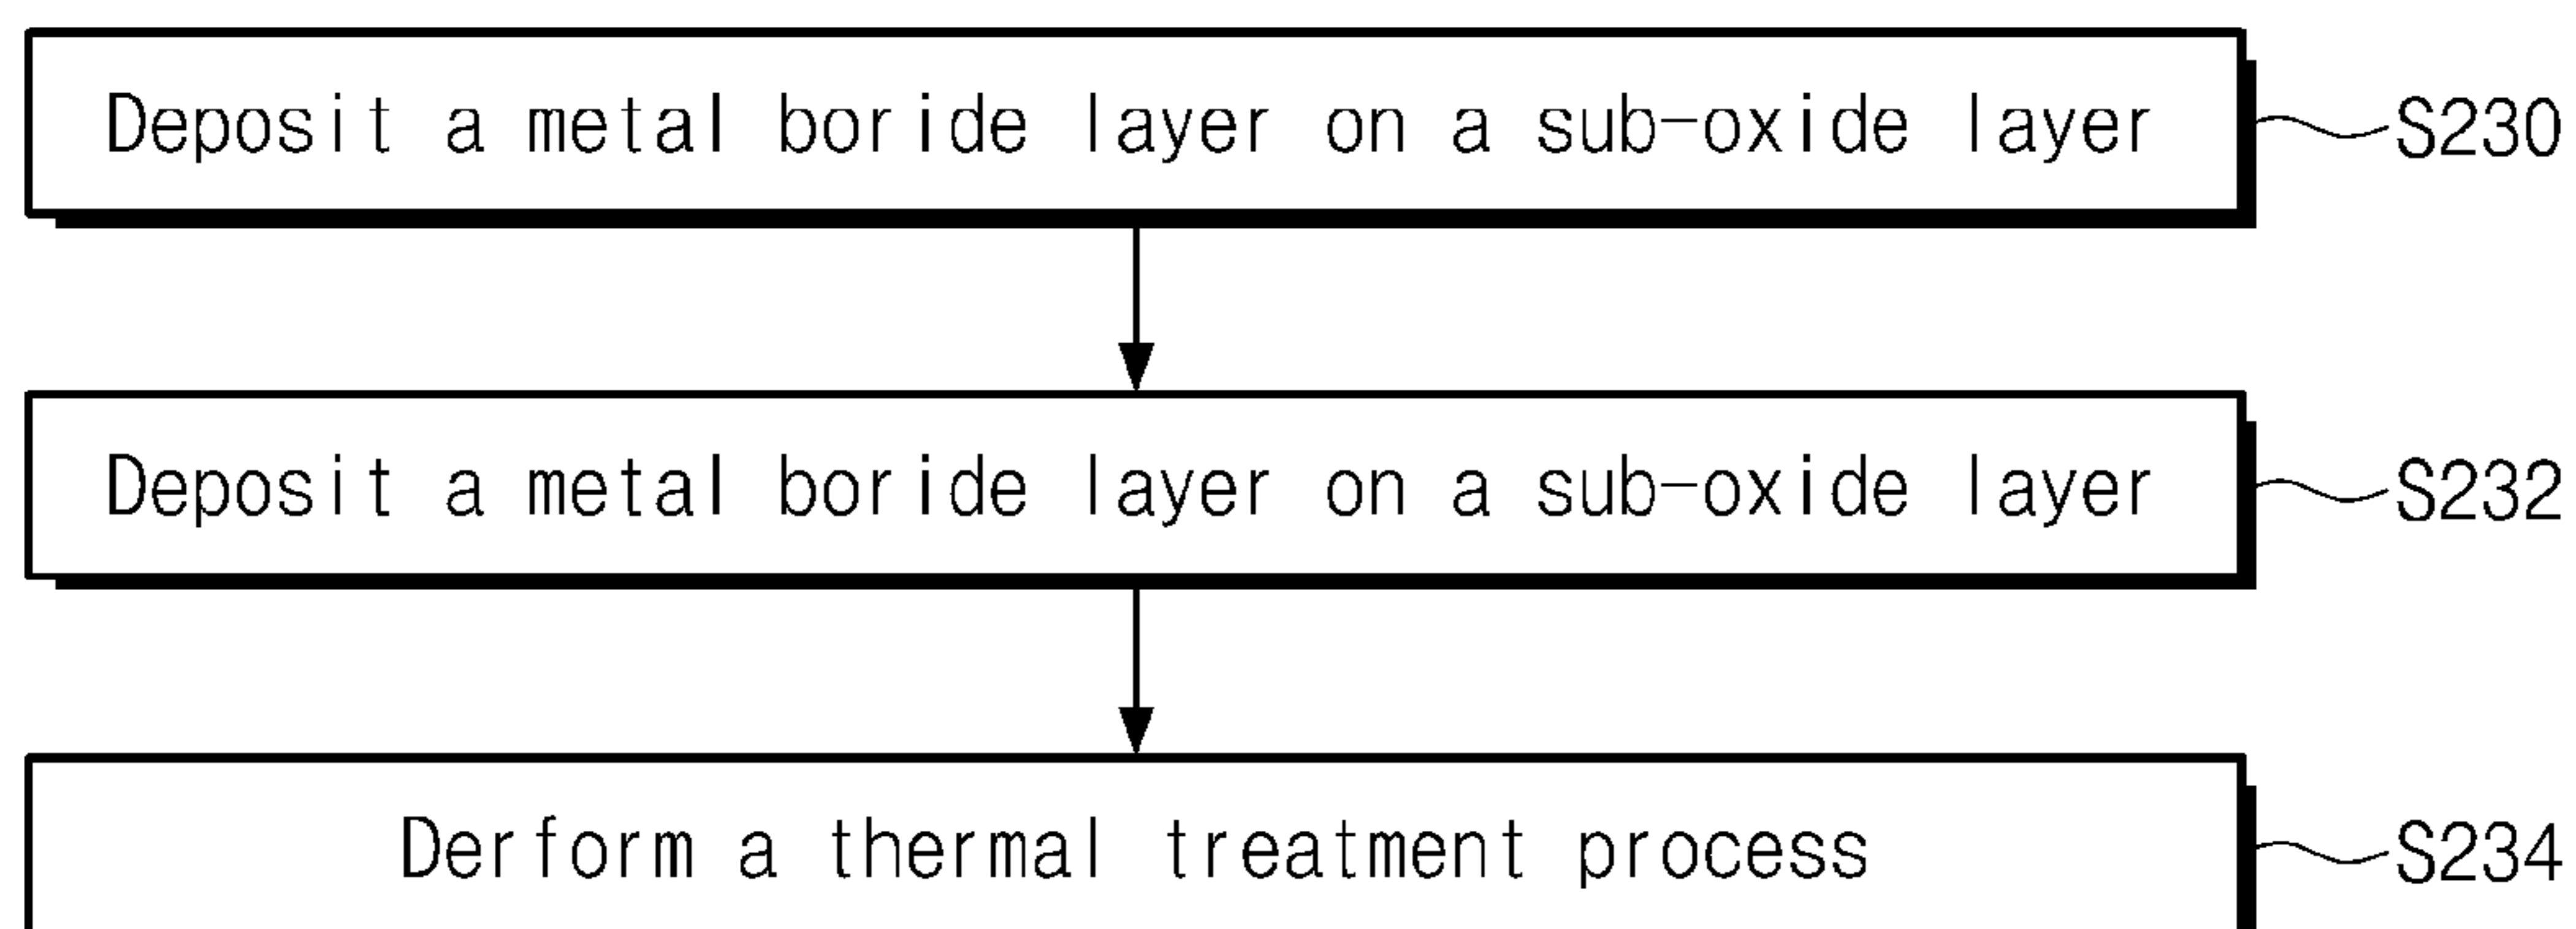 Deposit a metal boride layer on a sub-oxide layer S230
Deposit a metal boride layer on a sub-oxide layer S232
Derform a thermal treatment process S234